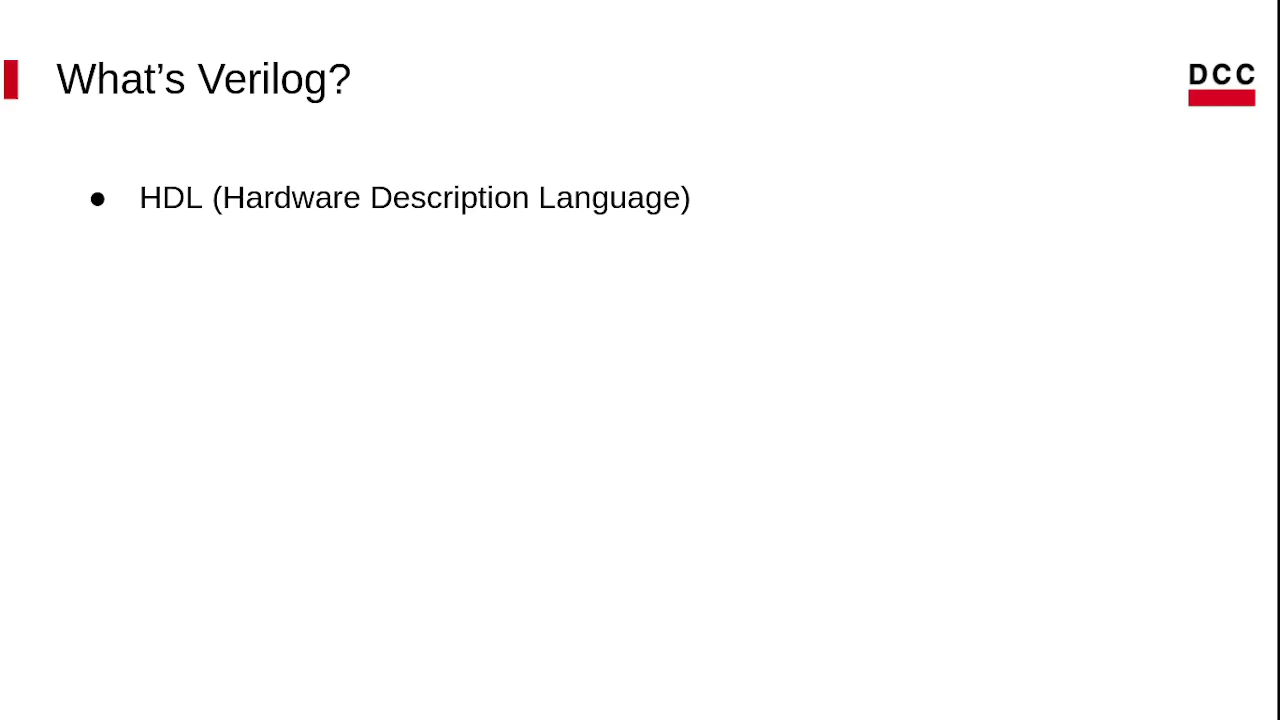 What’s Verilog?
DCC
● HDL (Hardware Description Language)